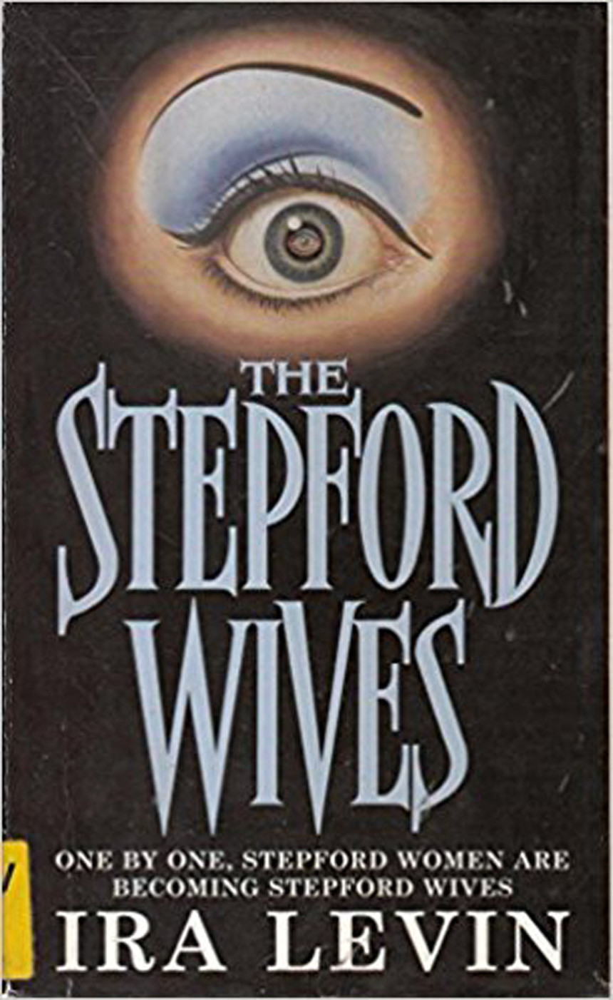 THE
STEPFORD
WIVES
ONE BY ONE, STEPFORD WOMEN ARE
BECOMING STEPFORD WIVES
IRA LEVIN